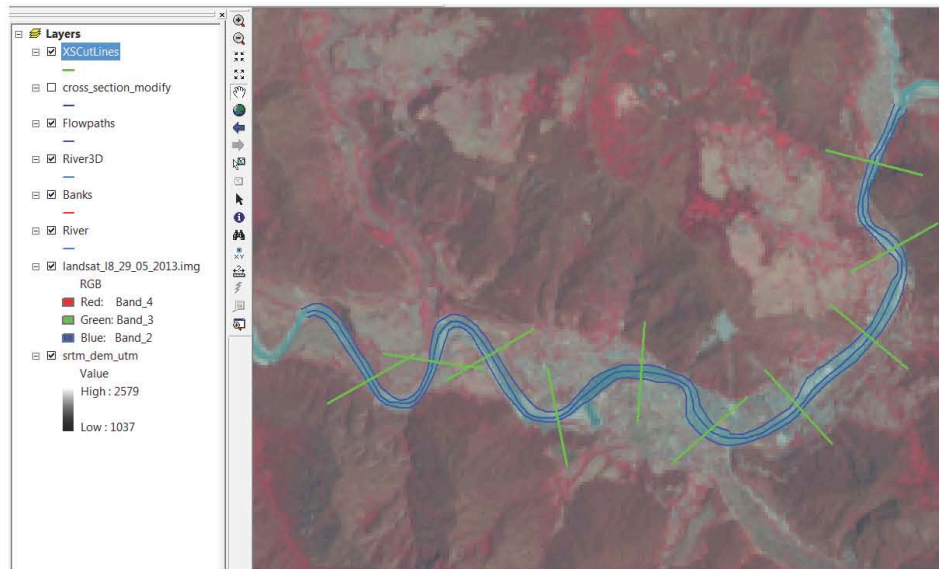 Layers
XSCutLines
cross_section_modify
Flowpaths
River3D
Banks
River
landsat_l8_29_05_2013.img
RGB
Red: Band_4
Green: Band_3
Blue: Band_2
srtm_dem_utm
Value
High : 2579
Low : 1037
XY